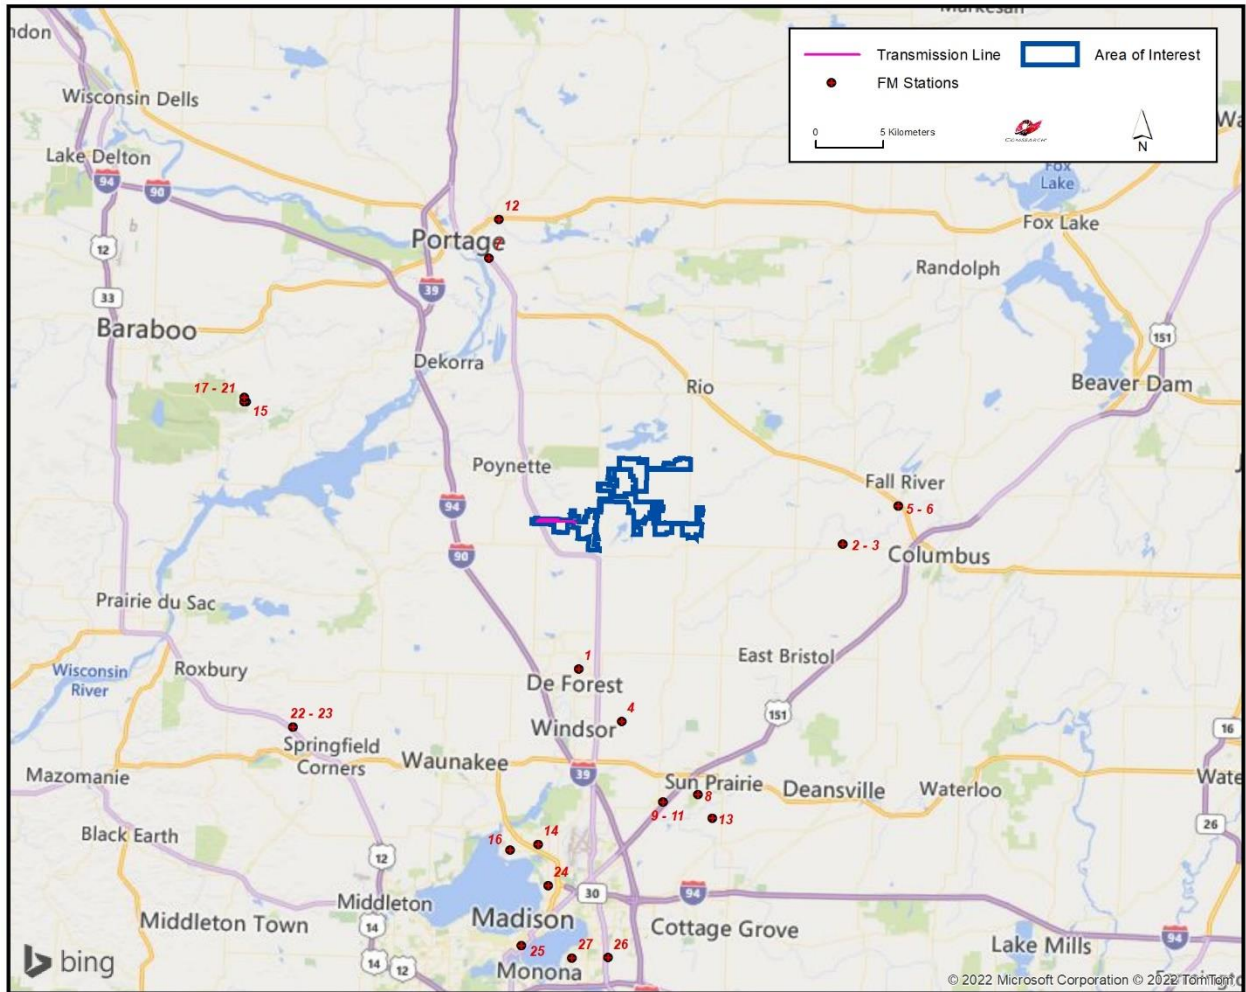 Transmission Line
Area of Interest
FM Stations
0
5 Kilometers
N
Wisconsin Dells
Lake Delton
94
90
12
33
Baraboo
12
Portage
7
39
Fox
Lake
Fox Lake
Randolph
151
Beaver Dam
Dekorra
Rio
17 - 21
15
Poynette
94
90
Fall River
5 - 6
2 - 3
Columbus
Prairie du Sac
Wisconsin
River
Roxbury
1
De Forest
East Bristol
4
Windsor
151
16
22 - 23
Springfield
Corners
Waunakee
39
Mazomanie
Sun Prairie
8
Deansville
Waterloo
9 - 11
13
26
Black Earth
12
16
14
24
30
94
Middleton
Middleton Town
14
Madison
Cottage Grove
94
Lake Mills
14
12
25
27
26
Monona
bing
© 2022 Microsoft Corporation © 2022 TomTom